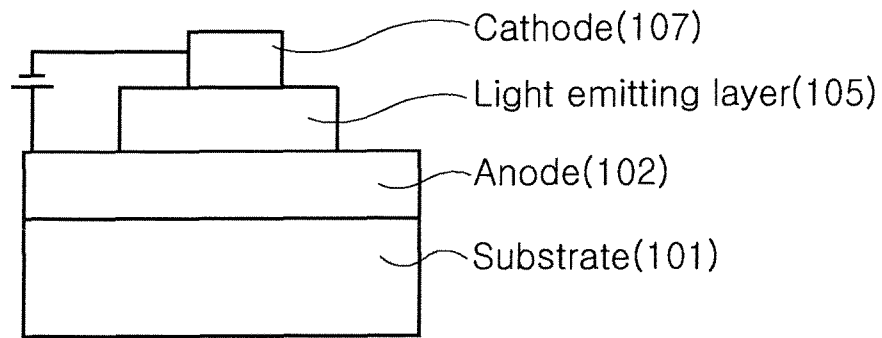 Cathode(107)
Light emitting layer(105)
Anode(102)
Substrate(101)